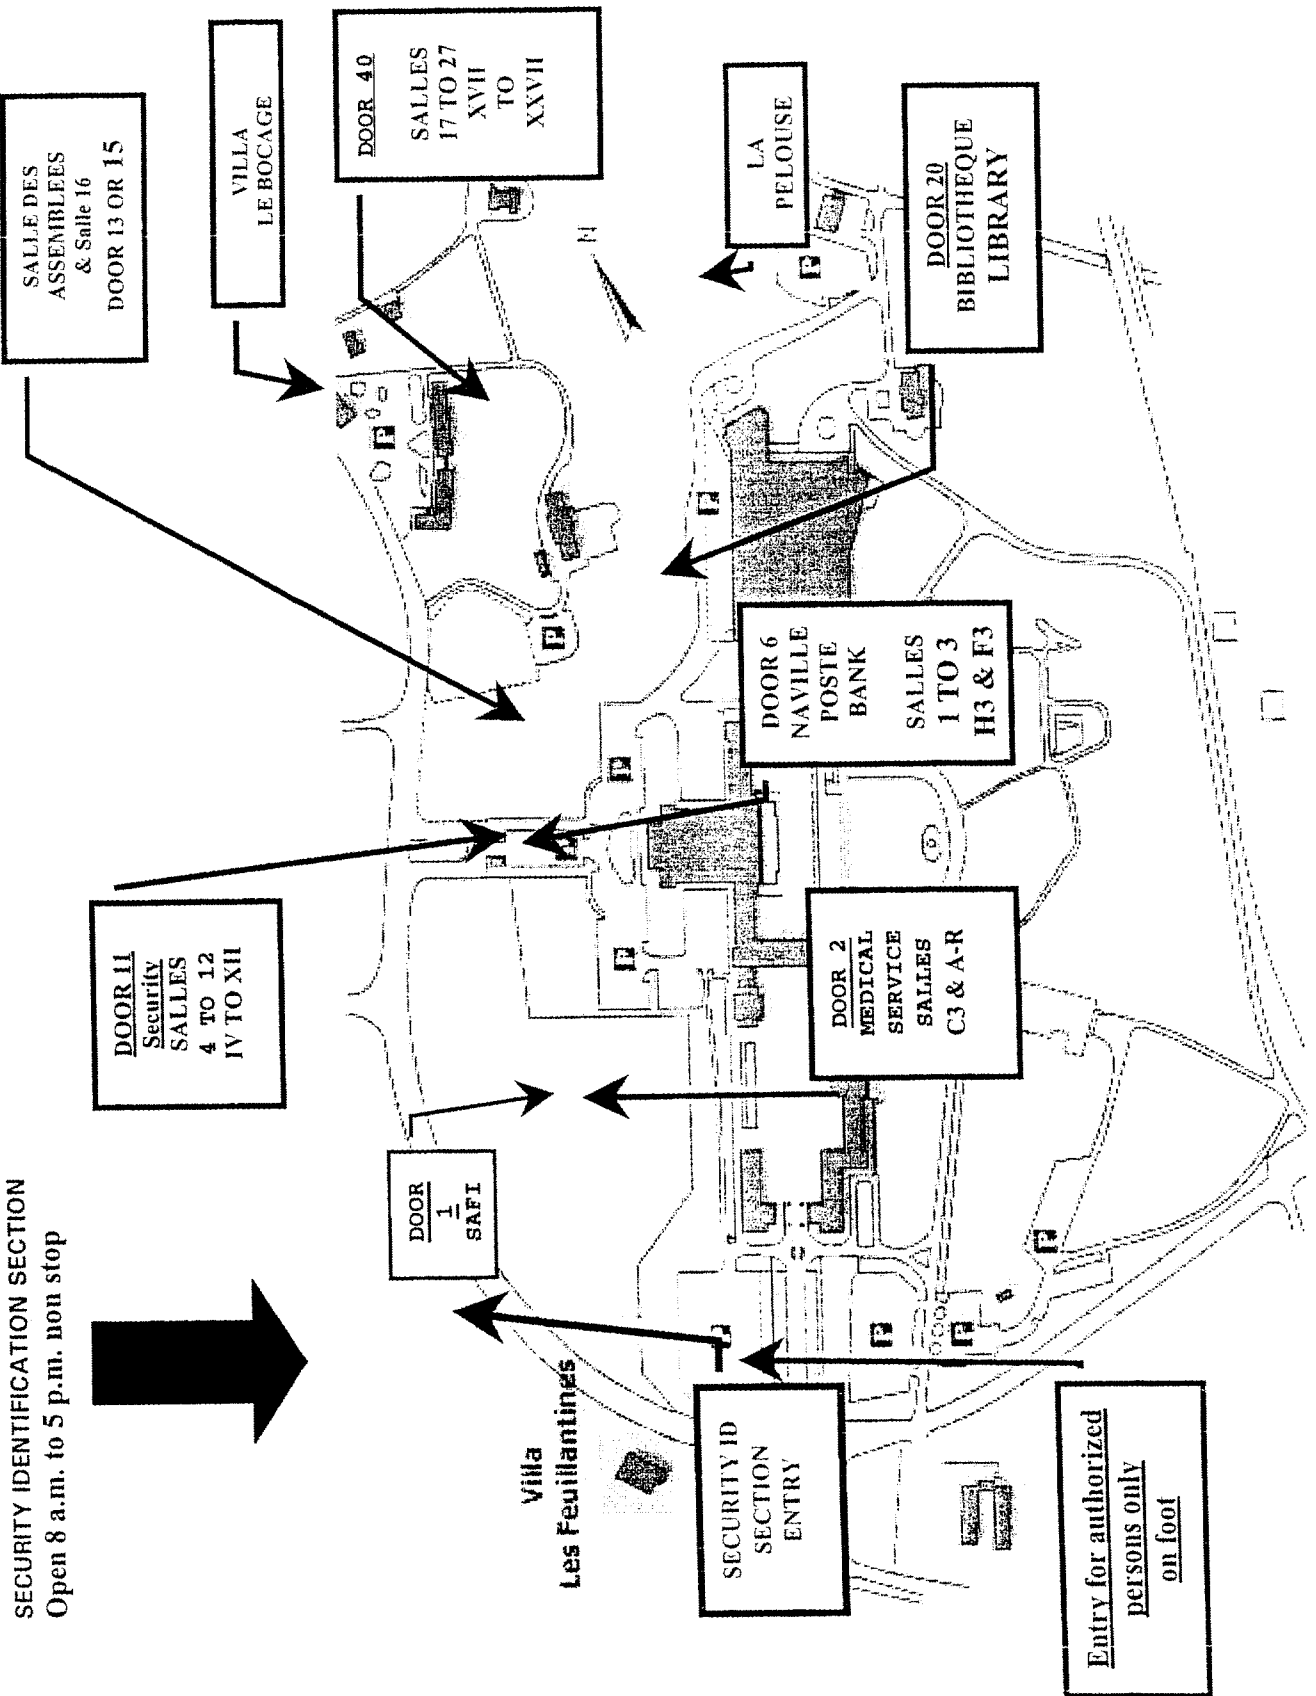 SECURITY IDENTIFICATION SECTION
Open 8 a.m. to 5 p.m. non stop
SALLE DES
ASSEMBLEES
& Salle 16
DOOR 13 OR 15
VILLA
LE BOCAGE
DOOR 40
SALLES
17 TO 27
XVII
TO
XXVII
DOOR 11
Security
SALLES
4 TO 12
IV TO XII
DOOR
1
SAFI
Villa
Les Feuillantines
N
LA
PELOUSE
DOOR 20
BIBLIOTHEQUE
LIBRARY
DOOR 6
NAVILLE
POSTE
BANK
SALLES
1 TO 3
H3 & F3
DOOR 2
MEDICAL
SERVICE
SALLES
C3 & A-R
SECURITY ID
SECTION
ENTRY
Entry for authorized
persons only
on foot
P
P
P
P
P
P
P
P
P
P
P
P